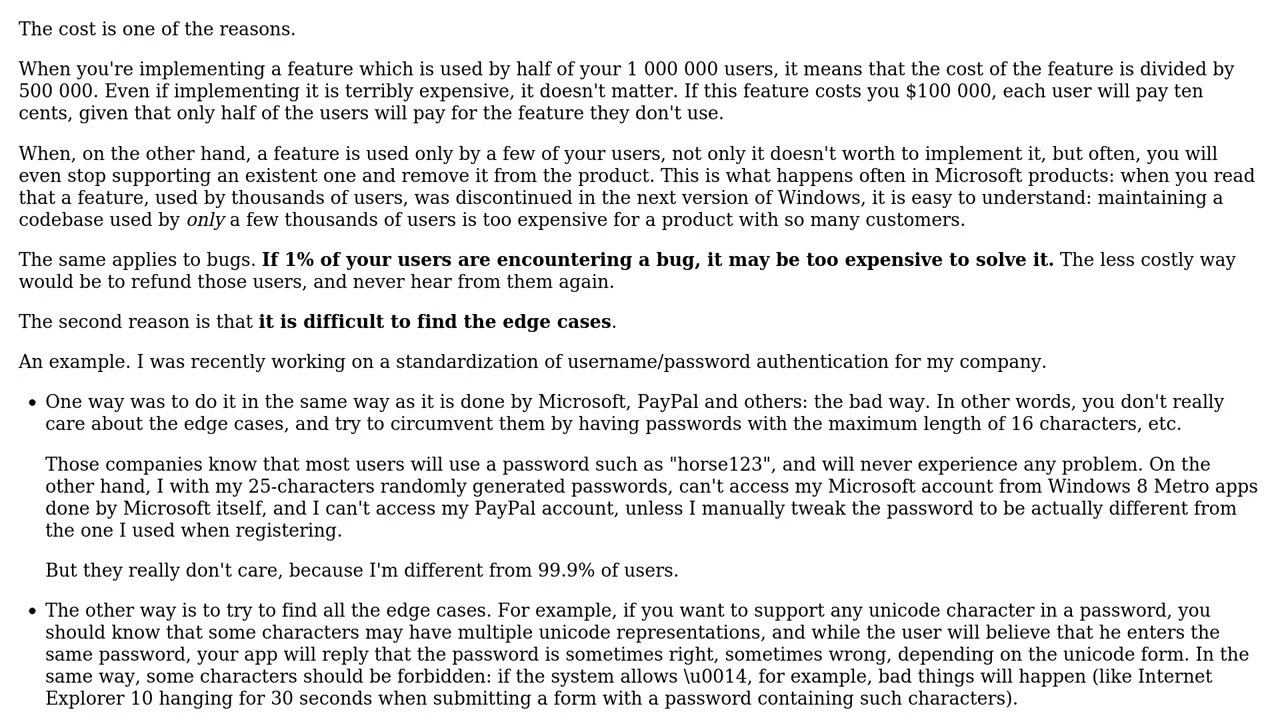 The cost is one of the reasons.
When you're implementing a feature which is used by half of your 1 000 000 users, it means that the cost of the feature is divided by
500 000. Even if implementing it is terribly expensive, it doesn't matter. If this feature costs you $100 000, each user will pay ten
cents, given that only half of the users will pay for the feature they don't use.
When, on the other hand, a feature is used only by a few of your users, not only it doesn't worth to implement it, but often, you will
even stop supporting an existent one and remove it from the product. This is what happens often in Microsoft products: when you read
that a feature, used by thousands of users, was discontinued in the next version of Windows, it is easy to understand: maintaining a
codebase used by only a few thousands of users is too expensive for a product with so many customers.
The same applies to bugs. If 1% of your users are encountering a bug, it may be too expensive to solve it. The less costly way
would be to refund those users, and never hear from them again.
The second reason is that it is difficult to find the edge cases.
An example. I was recently working on a standardization of username/password authentication for my company.
• One way was to do it in the same way as it is done by Microsoft, PayPal and others: the bad way. In other words, you don't really
care about the edge cases, and try to circumvent them by having passwords with the maximum length of 16 characters, etc.
Those companies know that most users will use a password such as "horse123", and will never experience any problem. On the
other hand, I with my 25-characters randomly generated passwords, can't access my Microsoft account from Windows 8 Metro apps
done by Microsoft itself, and I can't access my PayPal account, unless I manually tweak the password to be actually different from
the one I used when registering.
But they really don't care, because I'm different from 99.9% of users.
• The other way is to try to find all the edge cases. For example, if you want to support any unicode character in a password, you
should know that some characters may have multiple unicode representations, and while the user will believe that he enters the
same password, your app will reply that the password is sometimes right, sometimes wrong, depending on the unicode form. In the
same way, some characters should be forbidden: if the system allows \u0014, for example, bad things will happen (like Internet
Explorer 10 hanging for 30 seconds when submitting a form with a password containing such characters).